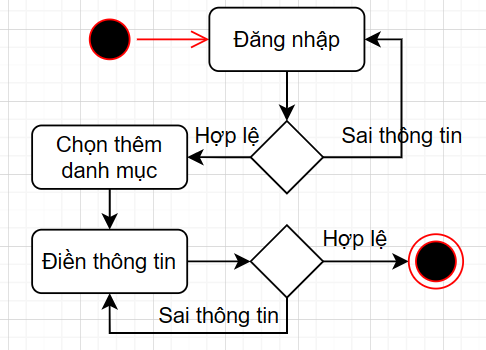 Đăng nhập
Hợp lệ
Sai thông tin
Chọn thêm
danh mục
Điền thông tin
Hợp lệ
Sai thông tin